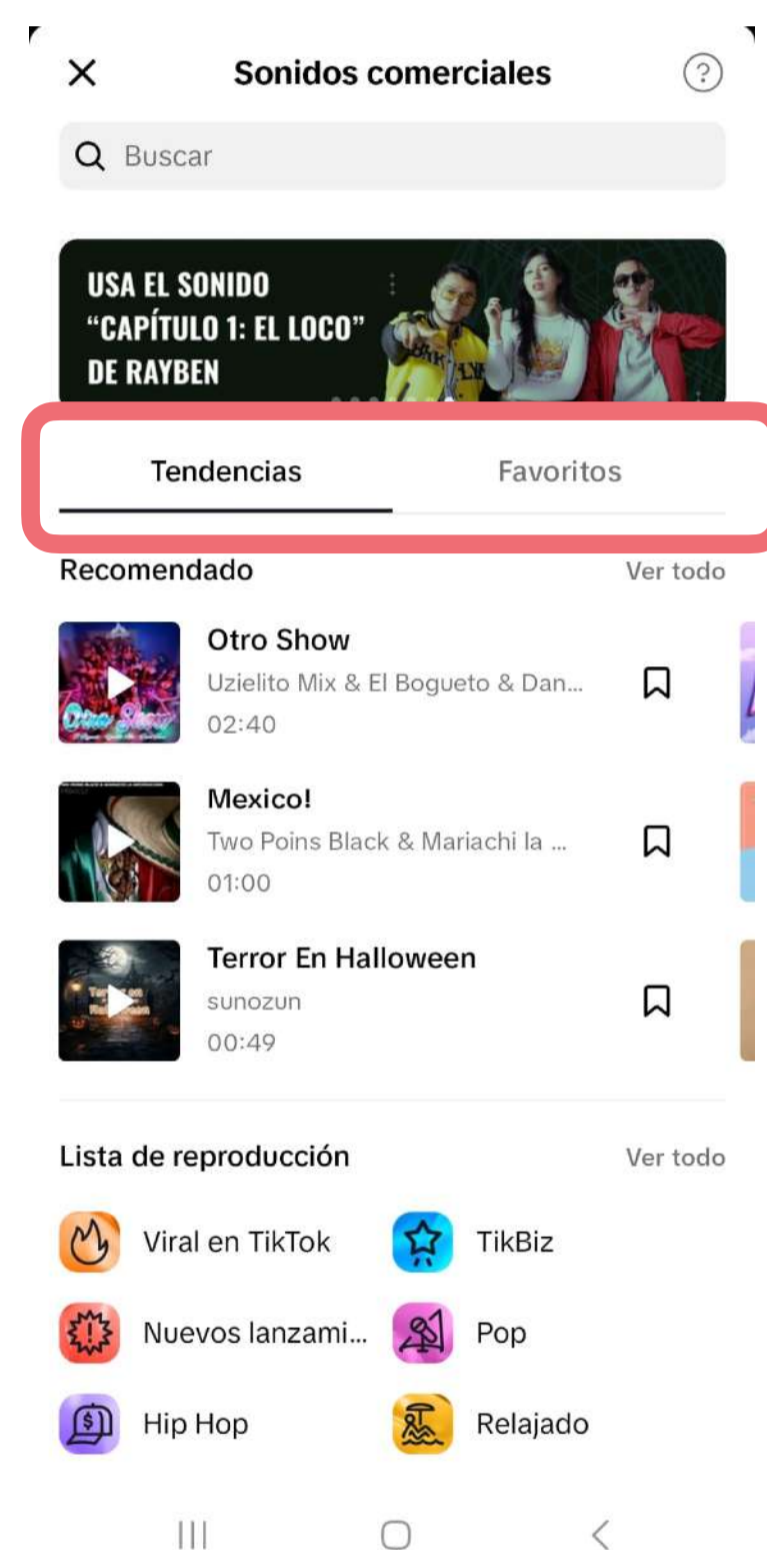 Sonidos comerciales
?
Buscar
USA EL SONIDO
“CAPÍTULO 1: EL LOCO”
DE RAYBEN
Tendencias Favoritos
Recomendado Ver todo
Otro Show
Uzielito Mix & El Bogueto & Dan...
02:40
Mexico!
Two Poins Black & Mariachi la ...
01:00
Terror En Halloween
sunozun
00:49
Lista de reproducción Ver todo
Viral en TikTok TikBiz
Nuevos lanzami... Pop
Hip Hop Relajado